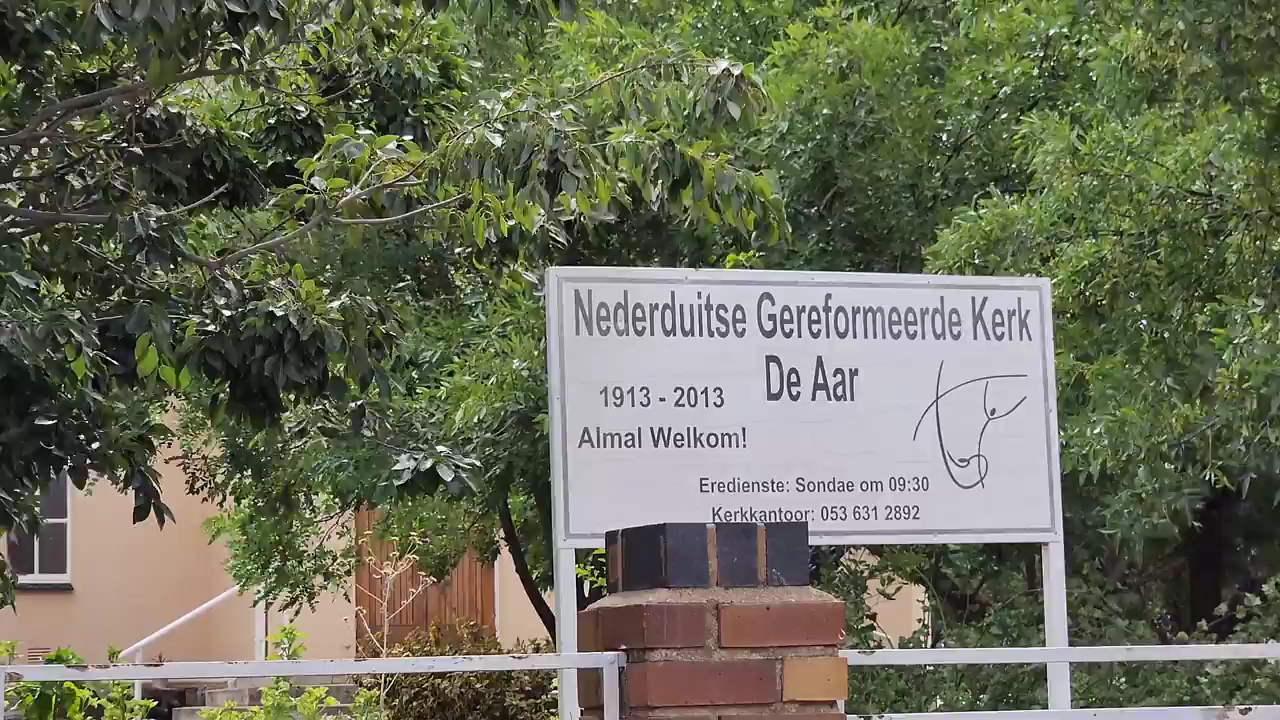 Nederduitse Gereformeerde Kerk
De Aar
1913 - 2013
Almal Welkom!
Eredienste: Sondae om 09:30
Kerkkantoor: 053 631 2892